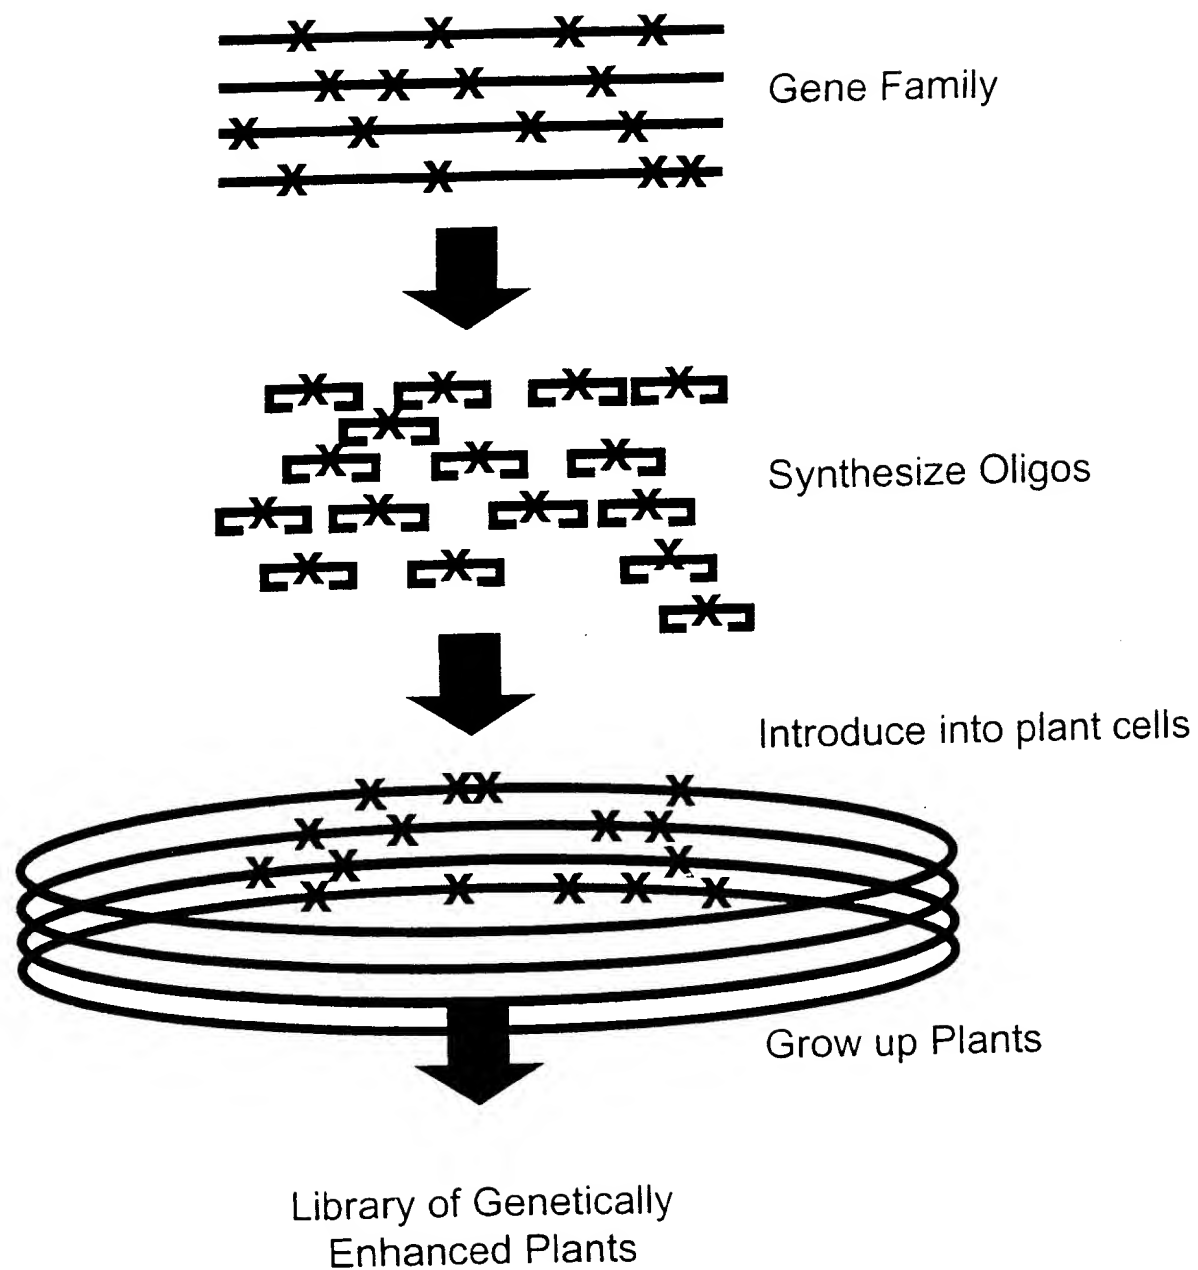 Gene Family
Synthesize Oligos
Introduce into plant cells
Grow up Plants
Library of Genetically
Enhanced Plants